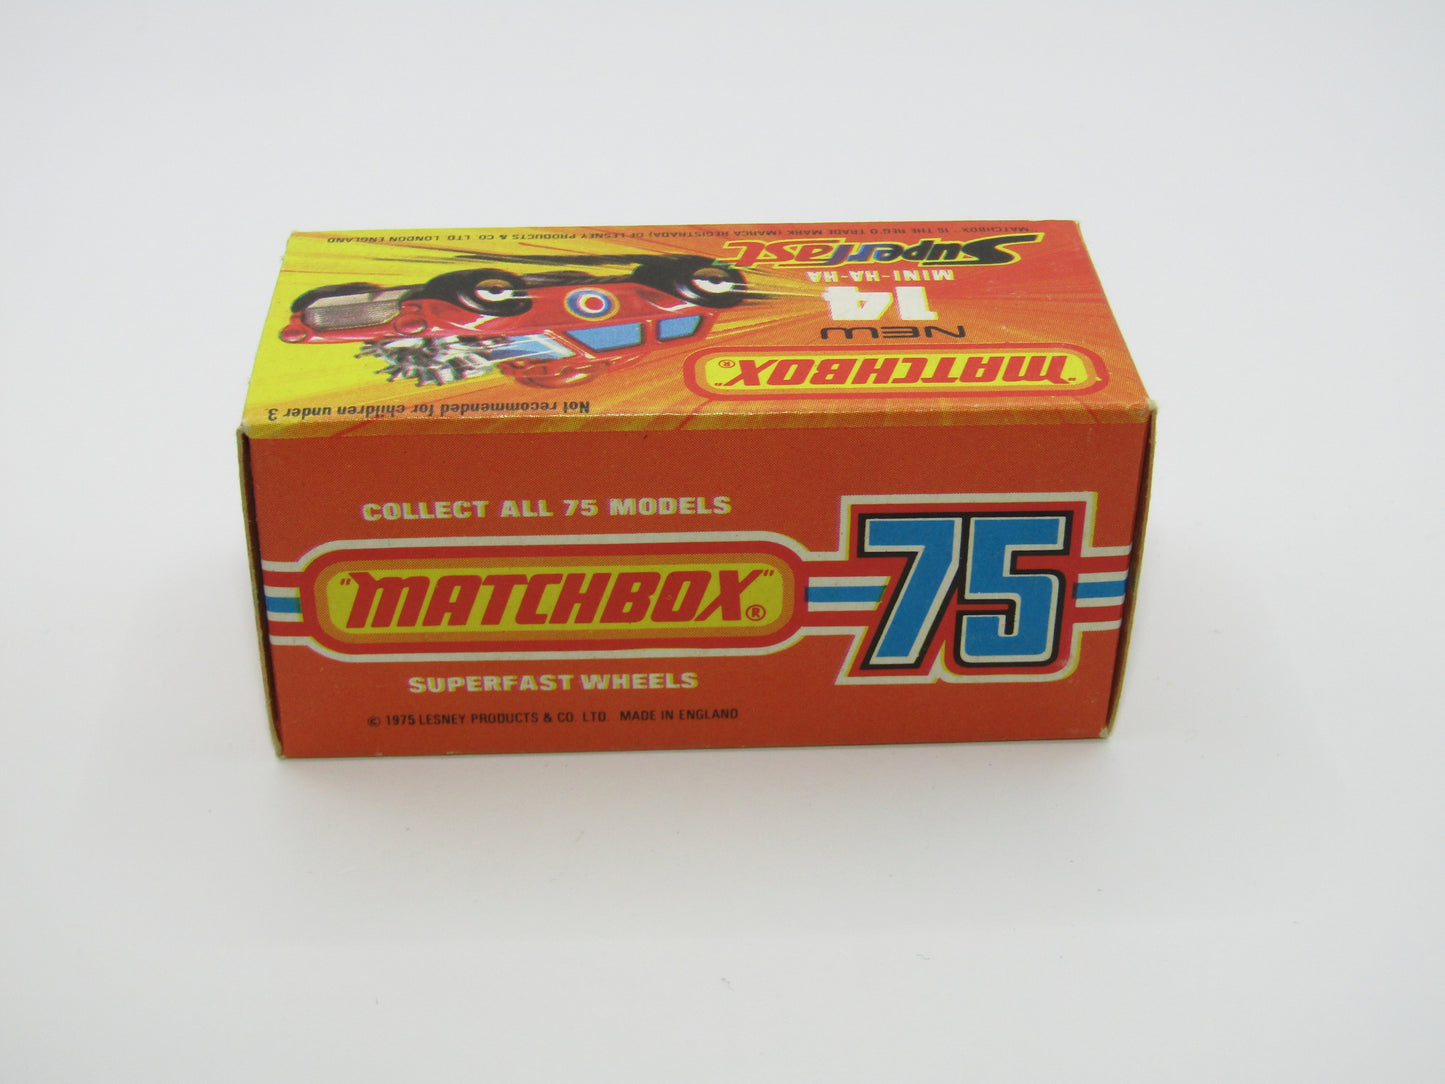 Not recommended for children under 3
"MATCHBOX"®
NEW
14
MINI-HA-HA
Superfast
"MATCHBOX" IS THE REG'D TRADE MARK (MARCA REGISTRADA) OF LESNEY PRODUCTS & CO. LTD. LONDON ENGLAND
COLLECT ALL 75 MODELS
"MATCHBOX"®
75
SUPERFAST WHEELS
© 1975 LESNEY PRODUCTS & CO. LTD. MADE IN ENGLAND